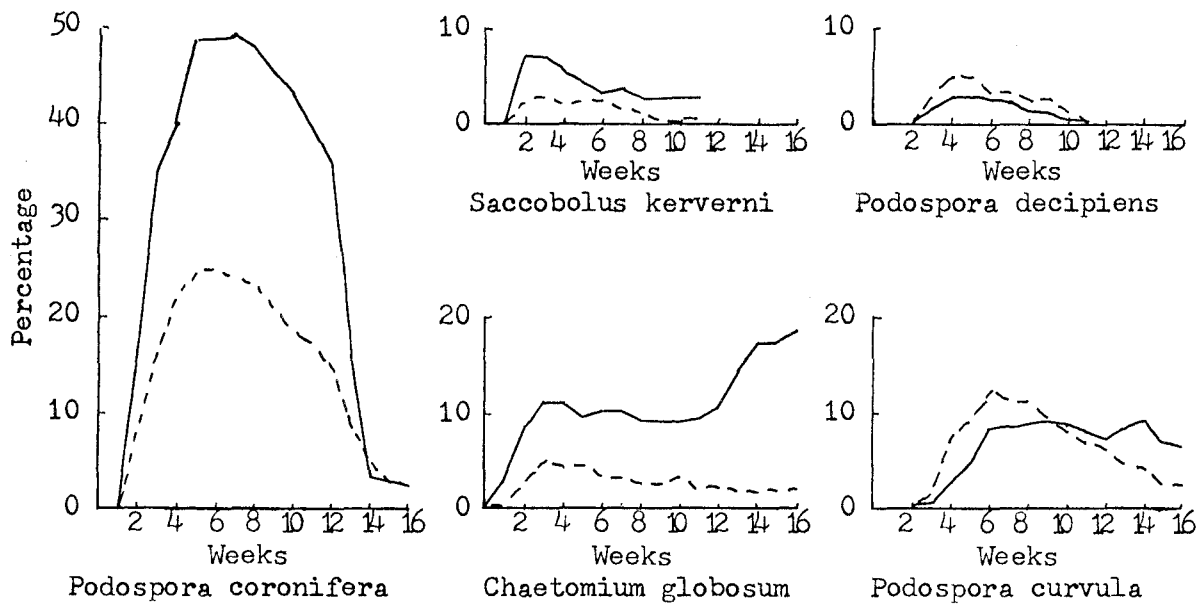 50
40
30
20
10
0
Percentage
2 4 6 8 10 12 14 16
Weeks
Podospora coronifera
10
0
2 4 6 8 10 12 16
Weeks
Saccobolus kerverni
10
0
2 4 6 8 10 12 14 16
Weeks
Podospora decipiens
20
10
0
2 4 6 8 10 12 14 16
Weeks
Chaetomium globosum
20
10
0
2 4 6 8 10 12 14 16
Weeks
Podospora curvula